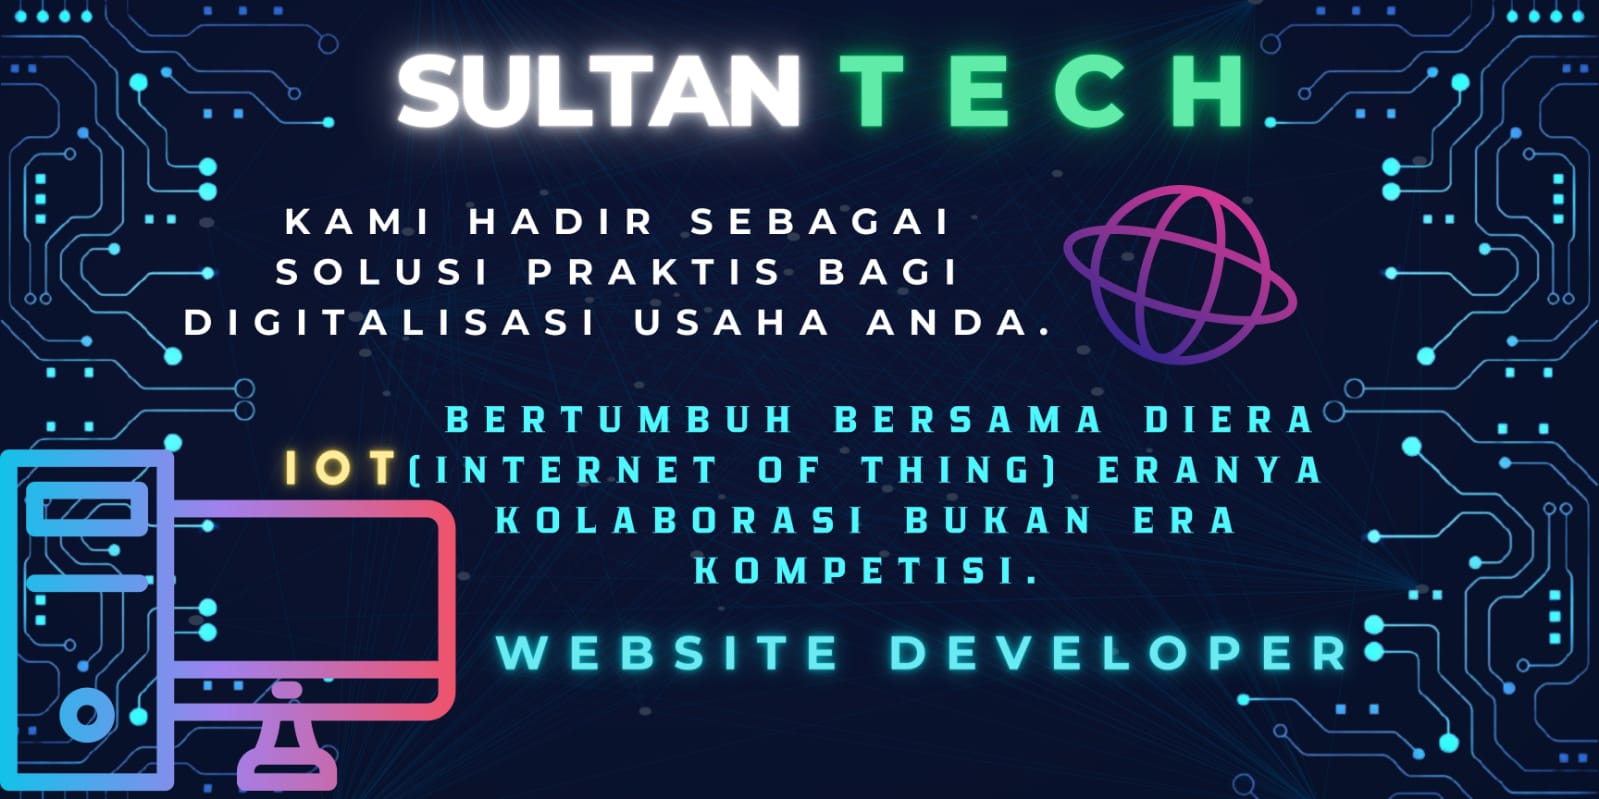 SULTAN TECH
KAMI HADIR SEBAGAI
SOLUSI PRAKTIS BAGI
DIGITALISASI USAHA ANDA.
BERTUMBUH BERSAMA DIERA
IOT(INTERNET OF THING) ERANYA
KOLABORASI BUKAN ERA
KOMPETISI.
WEBSITE DEVELOPER